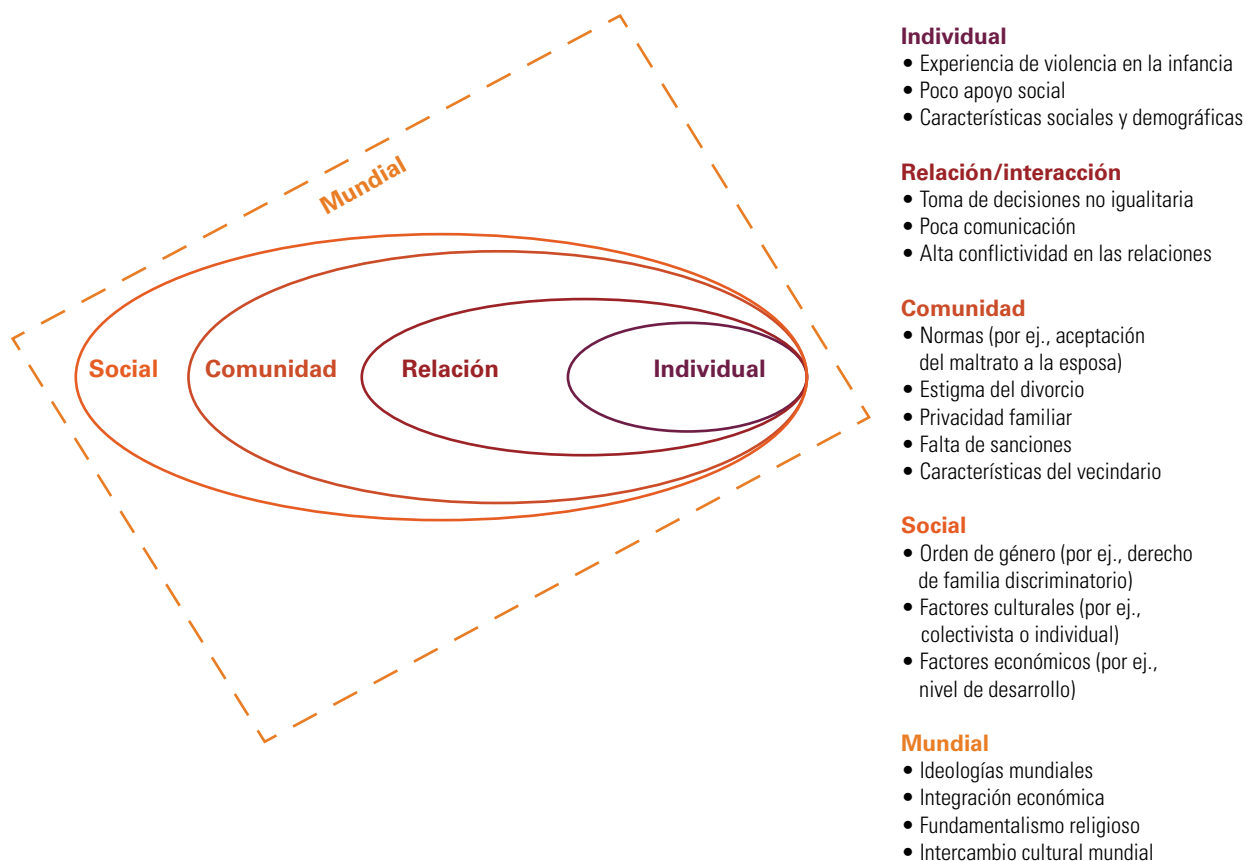 Mundial
Social
Comunidad
Relación
Individual
Individual
• Experiencia de violencia en la infancia
• Poco apoyo social
• Características sociales y demográficas
Relación/interacción
• Toma de decisiones no igualitaria
• Poca comunicación
• Alta conflictividad en las relaciones
Comunidad
• Normas (por ej., aceptación
del maltrato a la esposa)
• Estigma del divorcio
• Privacidad familiar
• Falta de sanciones
• Características del vecindario
Social
• Orden de género (por ej., derecho
de familia discriminatorio)
• Factores culturales (por ej.,
colectivista o individual)
• Factores económicos (por ej.,
nivel de desarrollo)
Mundial
• Ideologías mundiales
• Integración económica
• Fundamentalismo religioso
• Intercambio cultural mundial